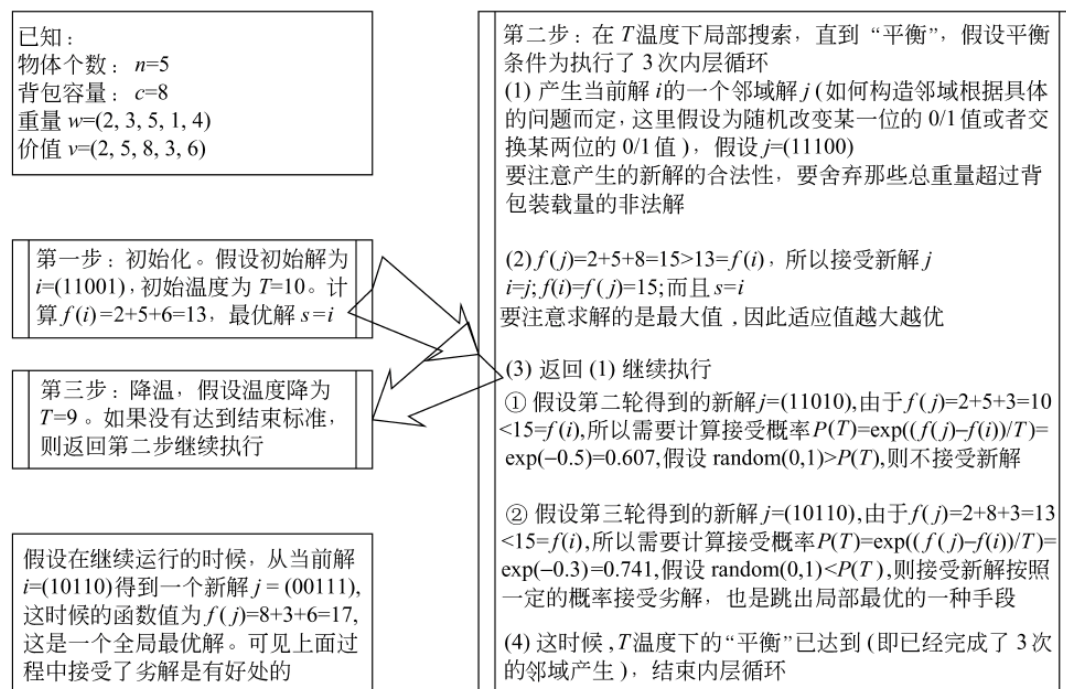 已知：
物体个数：n=5
背包容量：c=8
重量 w=(2, 3, 5, 1, 4)
价值 v=(2, 5, 8, 3, 6)
第一步：初始化。假设初始解为
i=(11001)，初始温度为 T=10。计
算 f(i)=2+5+6=13，最优解 s=i
第三步：降温，假设温度降为
T=9。如果没有达到结束标准，
则返回第二步继续执行
假设在继续运行的时候，从当前解
i=(10110)得到一个新解 j = (00111),
这时候的函数值为 f(j)=8+3+6=17,
这是一个全局最优解。可见上面过
程中接受了劣解是有好处的
第二步：在 T温度下局部搜索，直到“平衡”，假设平衡
条件为执行了 3 次内层循环
(1) 产生当前解 i的一个邻域解 j (如何构造邻域根据具体
的问题而定，这里假设为随机改变某一位的 0/1 值或者交
换某两位的 0/1 值)，假设 j=(11100)
要注意产生的新解的合法性，要舍弃那些总重量超过背
包装载量的非法解
(2) f(j)=2+5+8=15>13=f(i)，所以接受新解 j
i=j; f(i)=f(j)=15;而且 s=i
要注意求解的是最大值 ,因此适应值越大越优
(3) 返回 (1) 继续执行
① 假设第二轮得到的新解 j=(11010),由于 f(j)=2+5+3=10
<15=f(i),所以需要计算接受概率P(T)=exp((f(j)–f(i))/T)=
exp(–0.5)=0.607,假设 random(0,1)>P(T),则不接受新解
② 假设第三轮得到的新解 j=(10110),由于 f(j)=2+8+3=13
<15=f(i),所以需要计算接受概率P(T)=exp((f(j)–f(i))/T)=
exp(–0.3)=0.741,假设 random(0,1)<P(T),则接受新解按照
一定的概率接受劣解，也是跳出局部最优的一种手段
(4) 这时候 ,T温度下的“平衡”已达到 (即已经完成了 3 次
的邻域产生)，结束内层循环